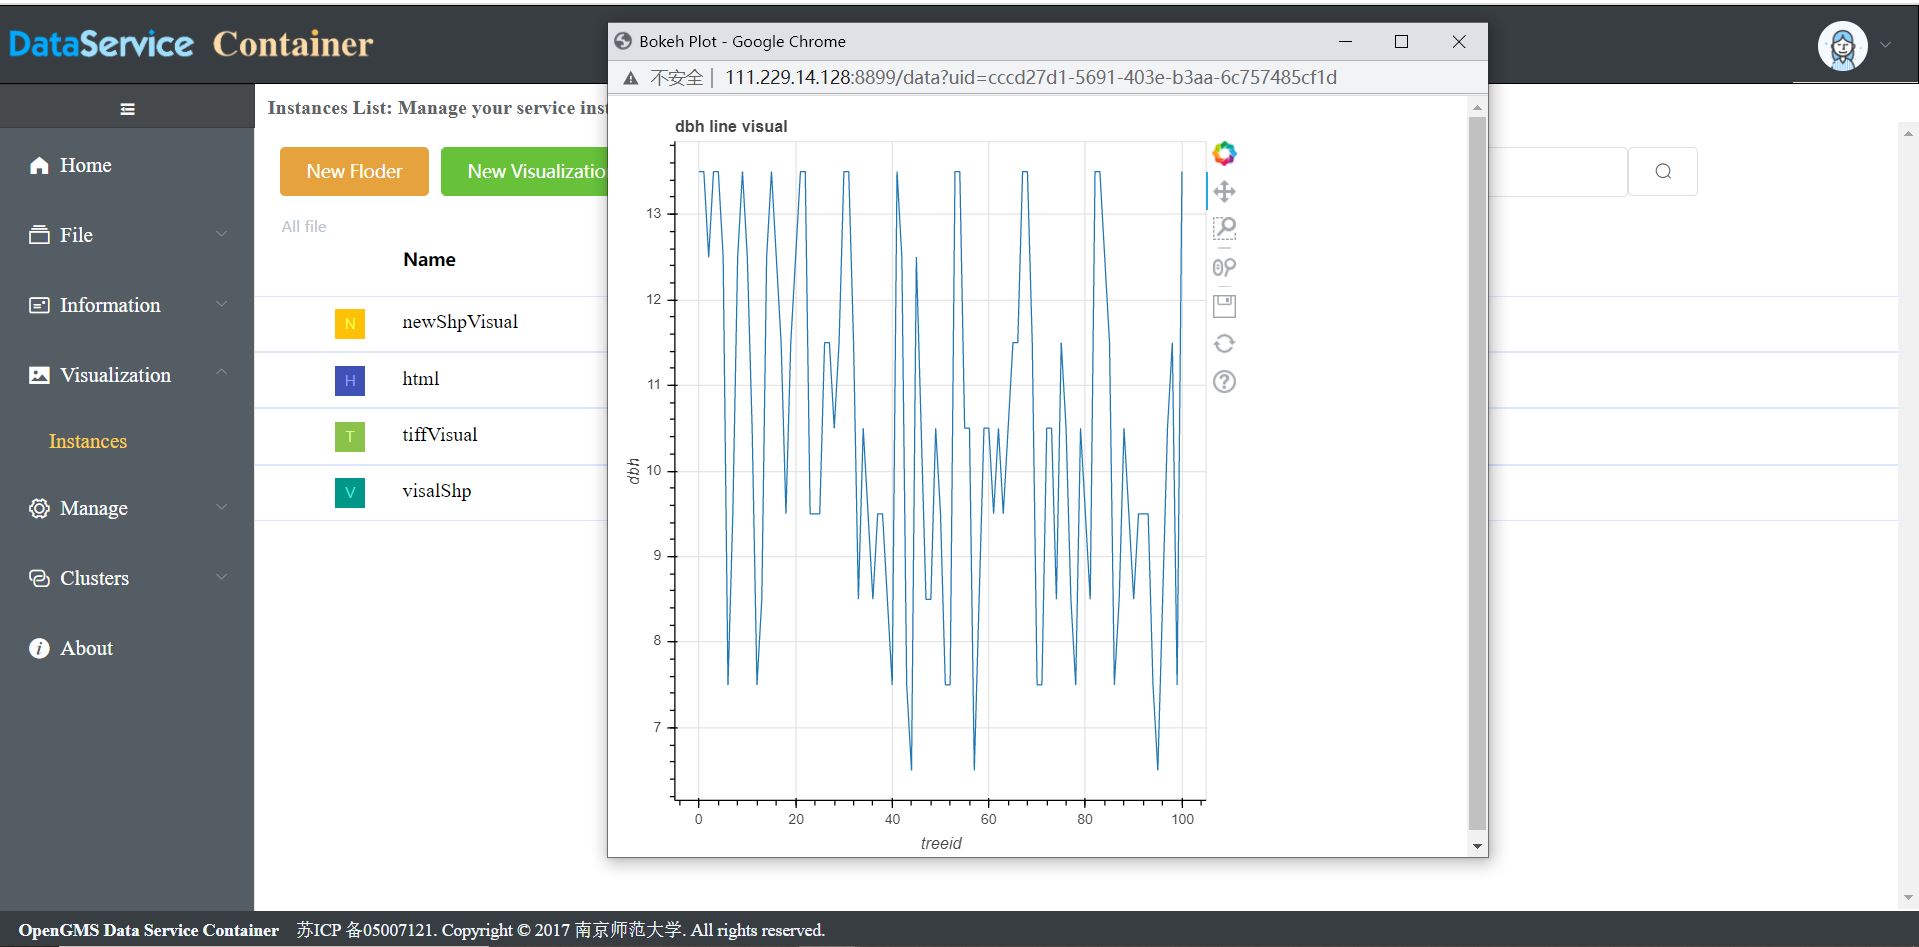 DataService Container
Bokeh Plot - Google Chrome
不安全 | 111.229.14.128:8899/data?uid=cccd27d1-5691-403e-b3aa-6c757485cf1d
Instances List: Manage your service inst
New Floder
New Visualizatio
All file
Name
N newShpVisual
H html
T tiffVisual
V visalShp
Home
File
Information
Visualization
Instances
Manage
Clusters
About
dbh line visual
13
12
11
10
9
8
7
dbh
0 20 40 60 80 100
treeid
OpenGMS Data Service Container 苏ICP 备05007121. Copyright © 2017 南京师范大学. All rights reserved.